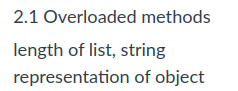 2.1 Overloaded methods
length of list, string
representation of object